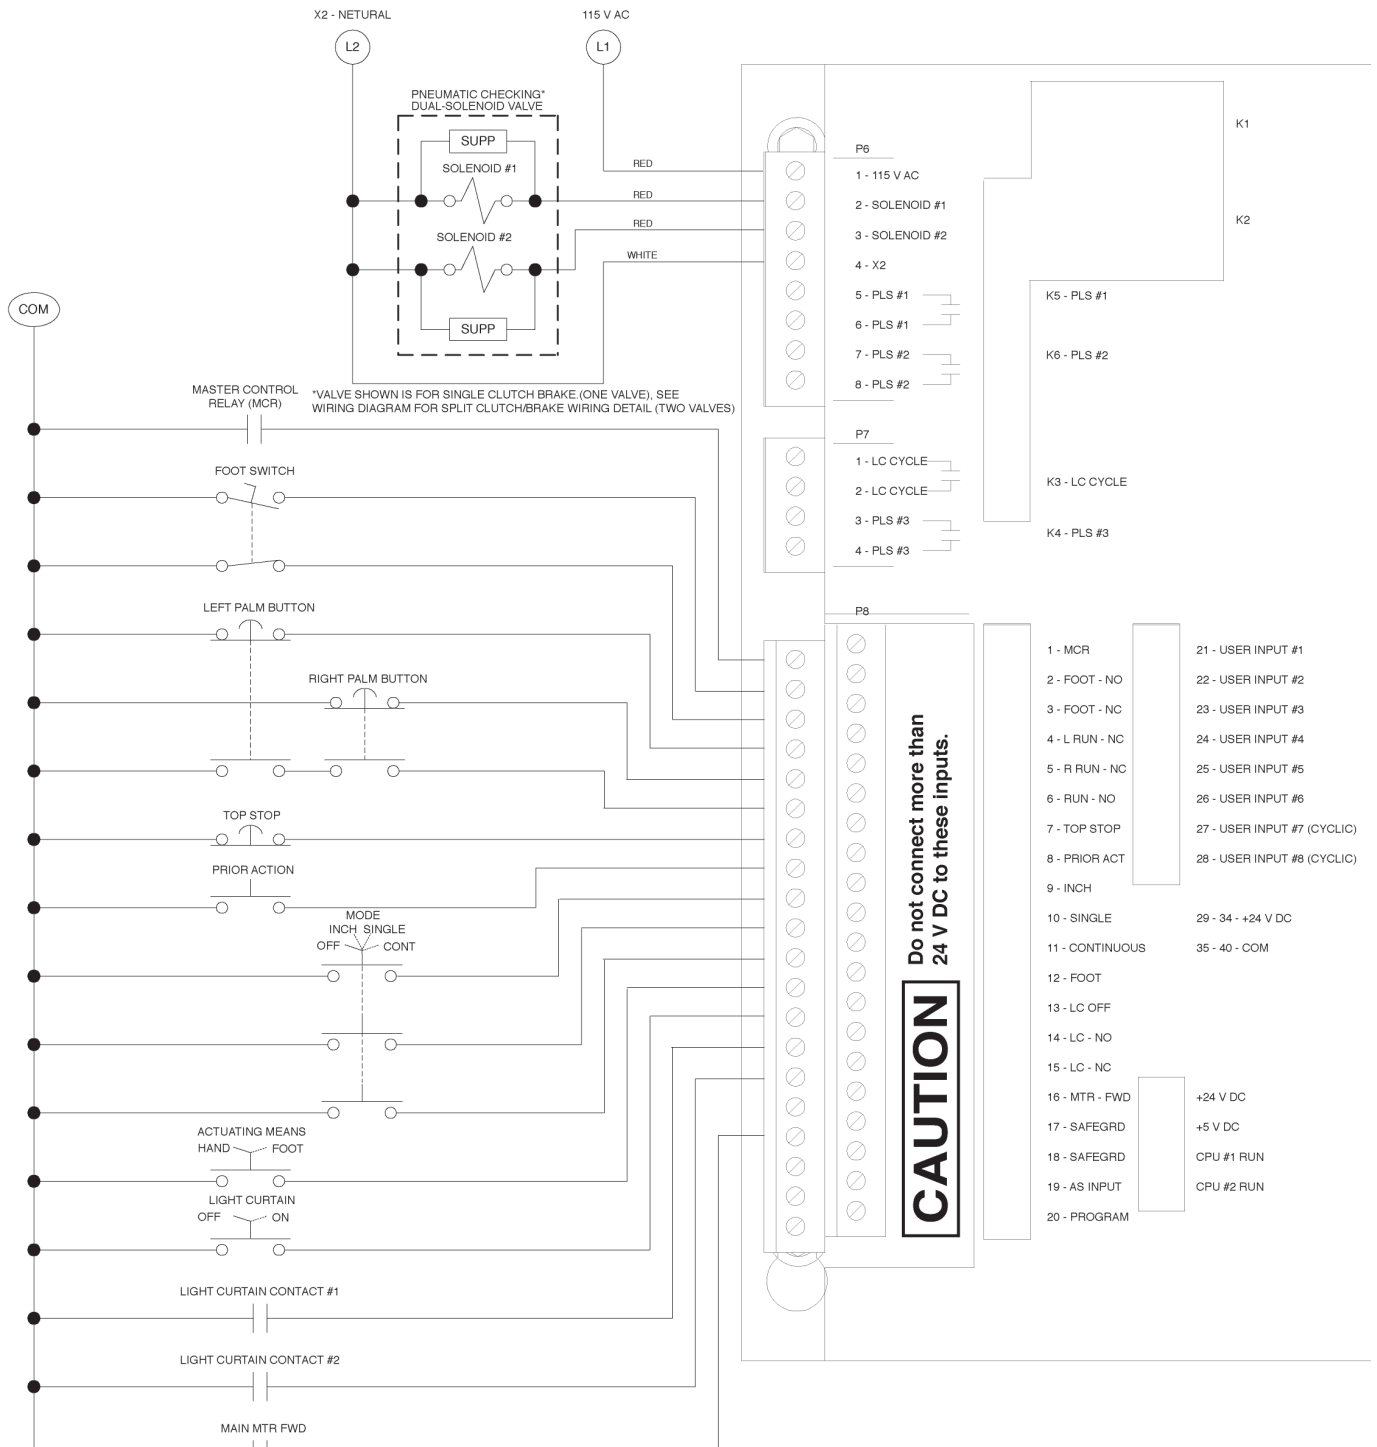 X2 - NETURAL
115 V AC
L2
L1
PNEUMATIC CHECKING*
DUAL-SOLENOID VALVE
SUPP
SOLENOID #1
SOLENOID #2
SUPP
RED
RED
RED
WHITE
*VALVE SHOWN IS FOR SINGLE CLUTCH BRAKE.(ONE VALVE), SEE
WIRING DIAGRAM FOR SPLIT CLUTCH/BRAKE WIRING DETAIL (TWO VALVES)
COM
MASTER CONTROL
RELAY (MCR)
FOOT SWITCH
LEFT PALM BUTTON
RIGHT PALM BUTTON
TOP STOP
PRIOR ACTION
MODE
INCH SINGLE
OFF CONT
ACTUATING MEANS
HAND FOOT
LIGHT CURTAIN
OFF ON
LIGHT CURTAIN CONTACT #1
LIGHT CURTAIN CONTACT #2
MAIN MTR FWD
P6
1 - 115 V AC
2 - SOLENOID #1
3 - SOLENOID #2
4 - X2
5 - PLS #1
6 - PLS #1
7 - PLS #2
8 - PLS #2
K1
K2
K5 - PLS #1
K6 - PLS #2
P7
1 - LC CYCLE
2 - LC CYCLE
3 - PLS #3
4 - PLS #3
K3 - LC CYCLE
K4 - PLS #3
P8
CAUTION
Do not connect more than
24 V DC to these inputs.
1 - MCR
2 - FOOT - NO
3 - FOOT - NC
4 - L RUN - NC
5 - R RUN - NC
6 - RUN - NO
7 - TOP STOP
8 - PRIOR ACT
9 - INCH
10 - SINGLE
11 - CONTINUOUS
12 - FOOT
13 - LC OFF
14 - LC - NO
15 - LC - NC
16 - MTR - FWD
17 - SAFEGRD
18 - SAFEGRD
19 - AS INPUT
20 - PROGRAM
21 - USER INPUT #1
22 - USER INPUT #2
23 - USER INPUT #3
24 - USER INPUT #4
25 - USER INPUT #5
26 - USER INPUT #6
27 - USER INPUT #7 (CYCLIC)
28 - USER INPUT #8 (CYCLIC)
29 - 34 - +24 V DC
35 - 40 - COM
+24 V DC
+5 V DC
CPU #1 RUN
CPU #2 RUN